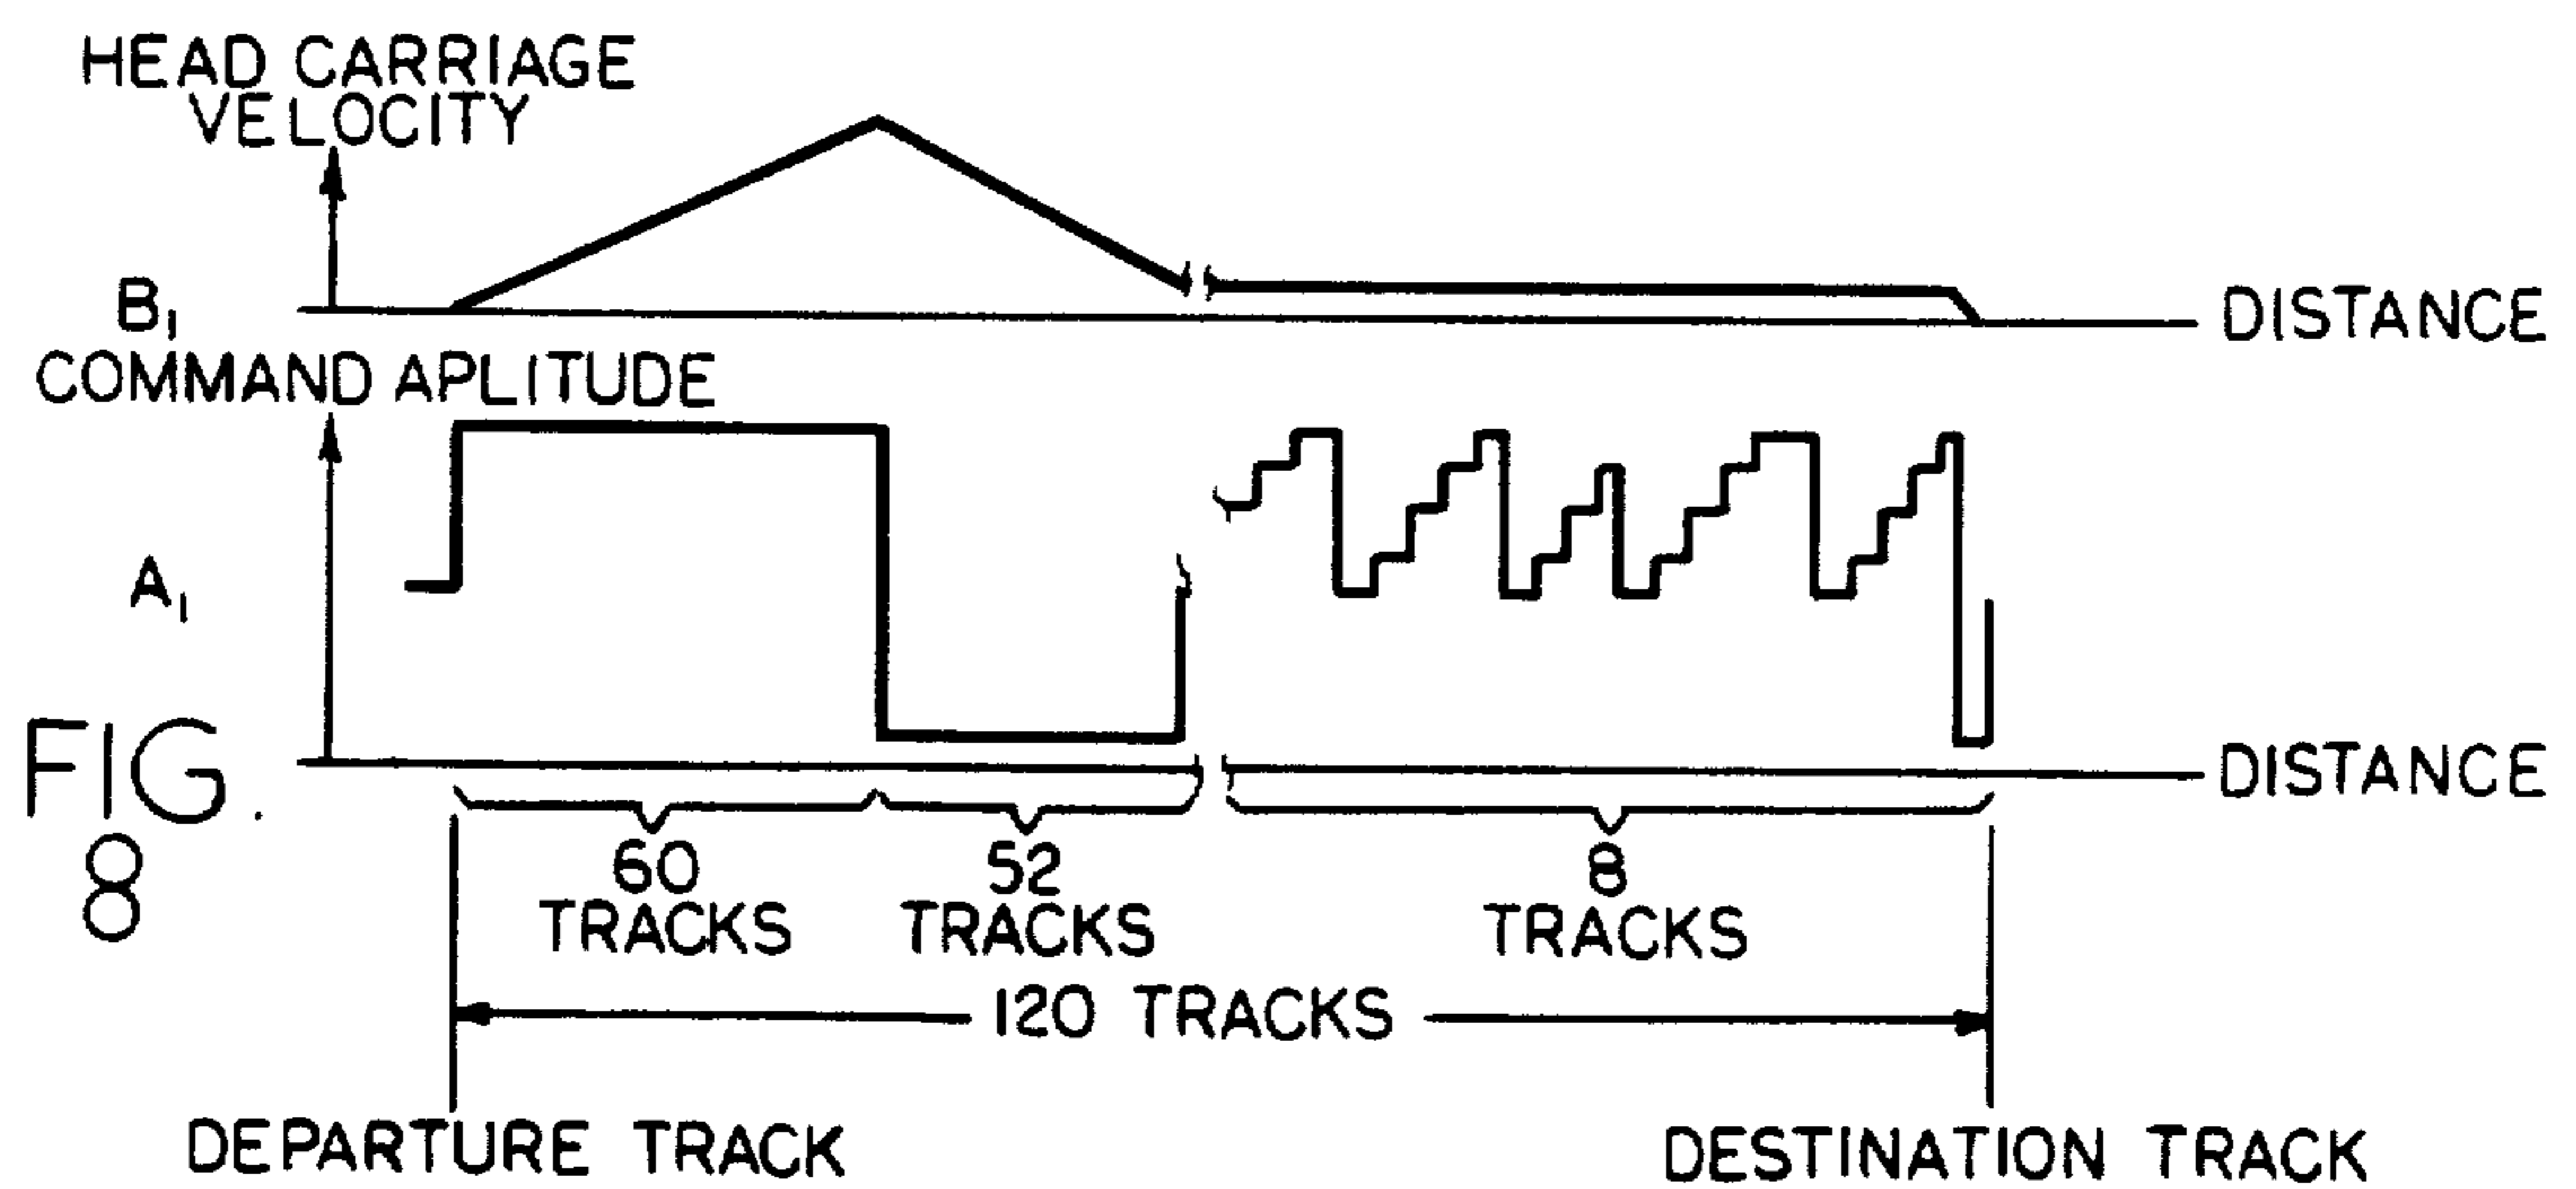 HEAD CARRIAGE
VELOCITY
B1
DISTANCE
COMMAND APLITUDE
A1
DISTANCE
FIG.
8
60
TRACKS
52
TRACKS
8
TRACKS
120 TRACKS
DEPARTURE TRACK
DESTINATION TRACK